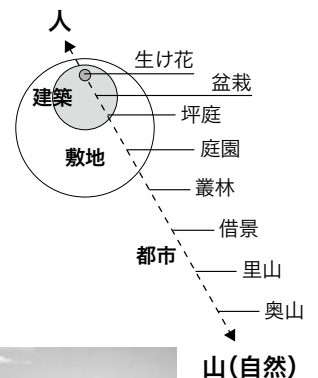 人
生け花
盆栽
建築
坪庭
庭園
敷地
叢林
借景
都市
里山
奥山
山（自然）